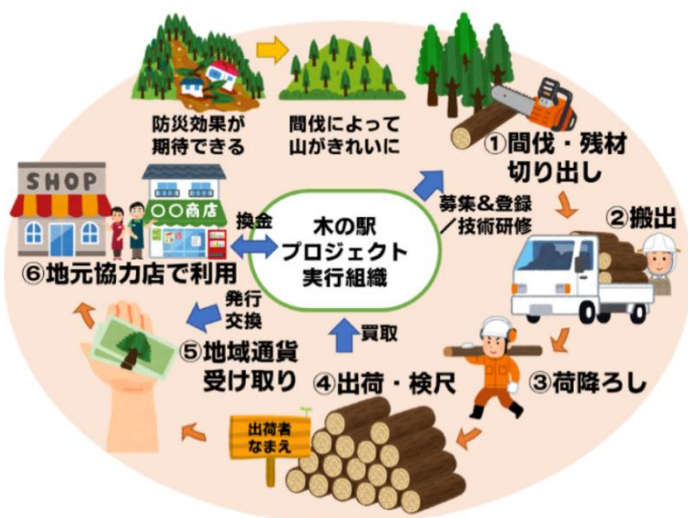 防災効果が
期待できる
間伐によって
山がきれいに
①間伐・残材
切り出し
募集&登録
／技術研修
②搬出
SHOP
〇〇商店
換金
木の駅
プロジェクト
実行組織
⑥地元協力店で利用
発行
交換
買取
⑤地域通貨
受け取り
④出荷・検尺
③荷降ろし
出荷者
なまえ